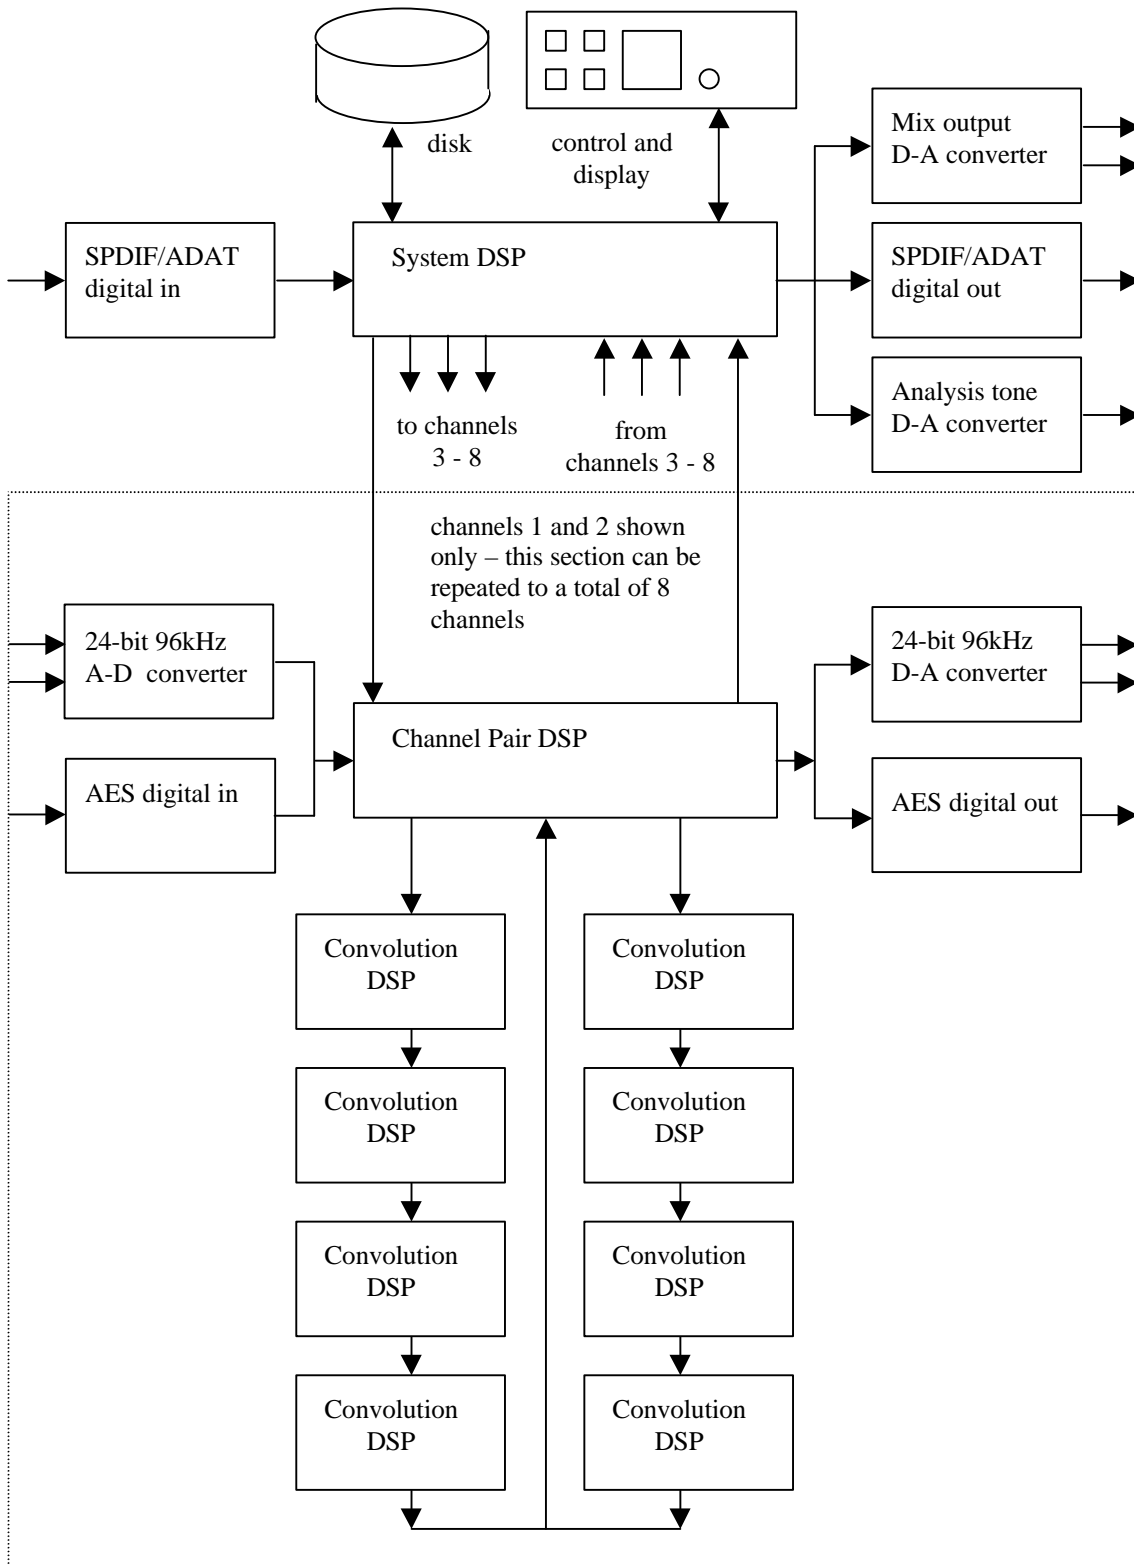 disk
control and
display
Mix output
D-A converter
SPDIF/ADAT
digital in
System DSP
SPDIF/ADAT
digital out
Analysis tone
D-A converter
to channels
3 - 8
from
channels 3 - 8
channels 1 and 2 shown
only – this section can be
repeated to a total of 8
channels
24-bit 96kHz
A-D converter
24-bit 96kHz
D-A converter
Channel Pair DSP
AES digital in
AES digital out
Convolution
DSP
Convolution
DSP
Convolution
DSP
Convolution
DSP
Convolution
DSP
Convolution
DSP
Convolution
DSP
Convolution
DSP